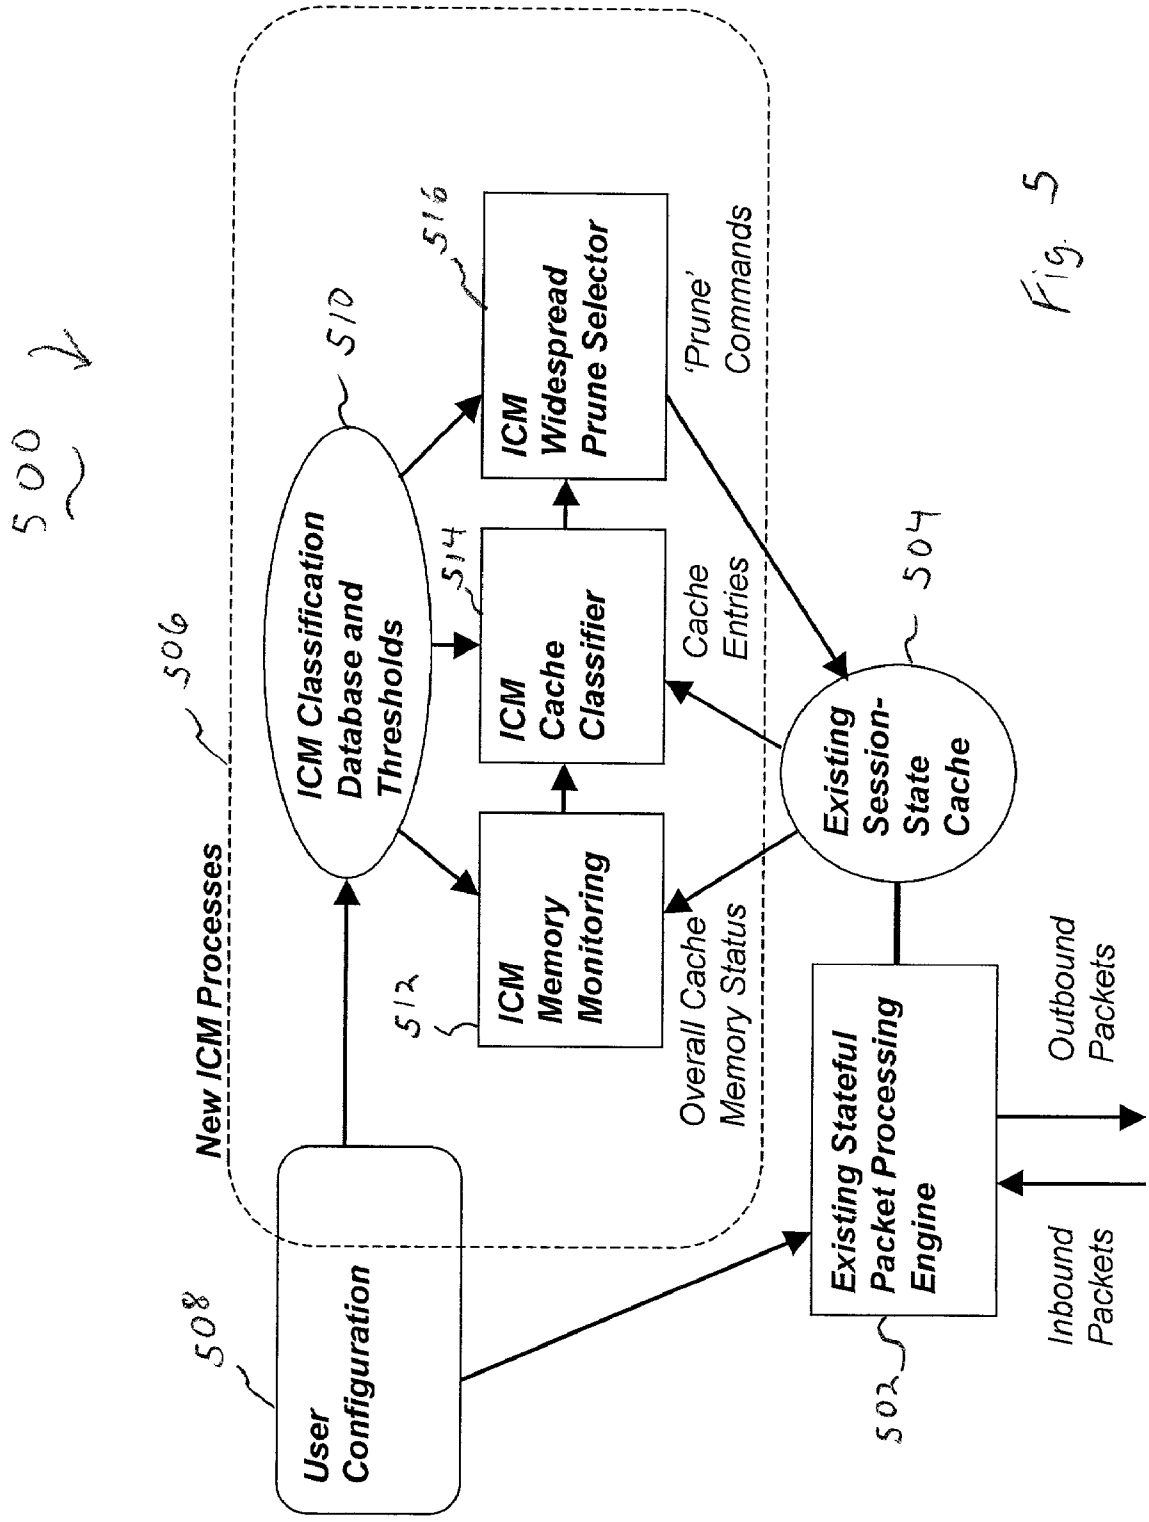 500
506
New ICM Processes
508
User
Configuration
510
ICM Classification
Database and
Thresholds
512
ICM
Memory
Monitoring
514
ICM
Cache
Classifier
516
ICM
Widespread
Prune Selector
Overall Cache
Memory Status
Cache
Entries
'Prune'
Commands
502
Existing Stateful
Packet Processing
Engine
504
Existing
Session-
State
Cache
Inbound
Packets
Outbound
Packets
Fig. 5